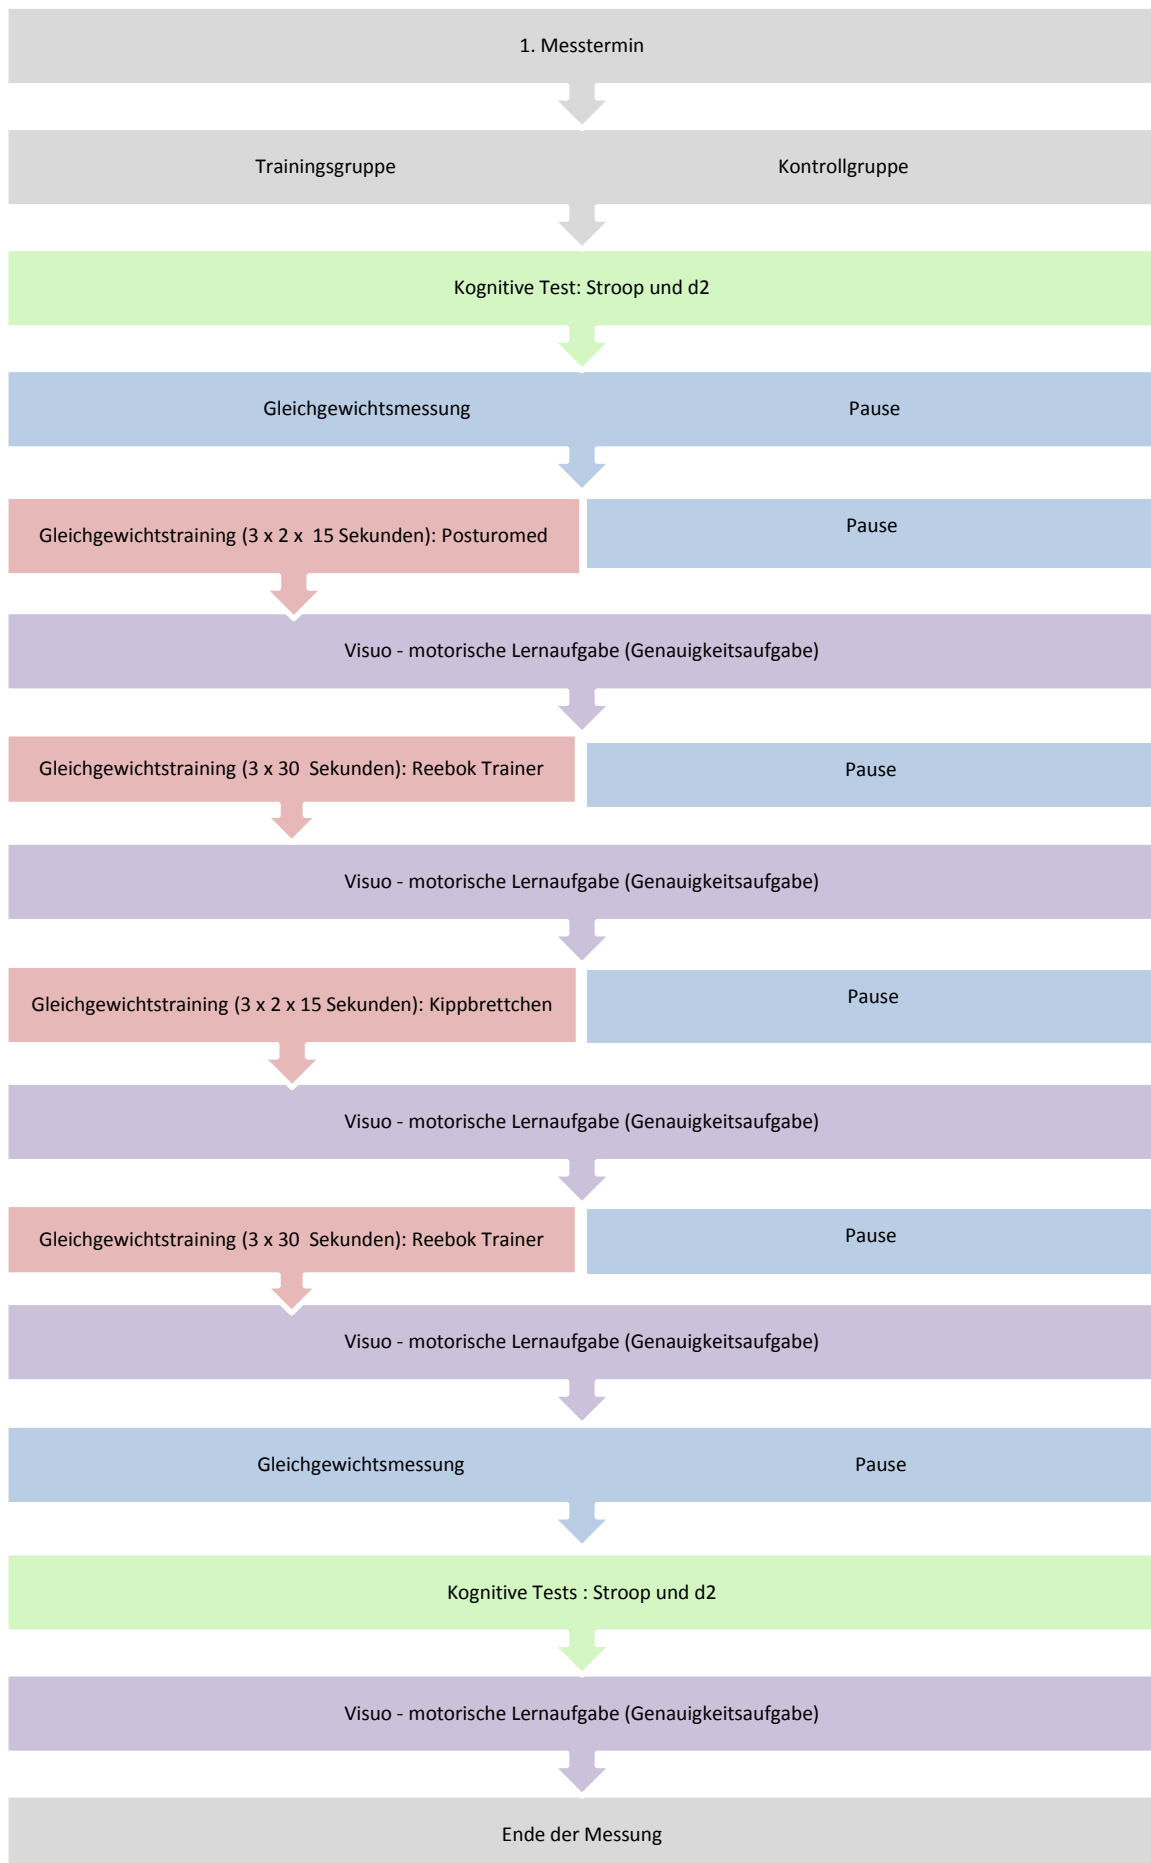 1. Messtermin
Trainingsgruppe
Kontrollgruppe
Kognitive Test: Stroop und d2
Gleichgewichtsmessung
Pause
Gleichgewichtstraining (3 x 2 x  15 Sekunden): Posturomed
Pause
Visuo - motorische Lernaufgabe (Genauigkeitsaufgabe)
Gleichgewichtstraining (3 x 30  Sekunden): Reebok Trainer
Pause
Visuo - motorische Lernaufgabe (Genauigkeitsaufgabe)
Gleichgewichtstraining (3 x 2 x 15 Sekunden): Kippbrettchen
Pause
Visuo - motorische Lernaufgabe (Genauigkeitsaufgabe)
Gleichgewichtstraining (3 x 30  Sekunden): Reebok Trainer
Pause
Visuo - motorische Lernaufgabe (Genauigkeitsaufgabe)
Gleichgewichtsmessung
Pause
Kognitive Tests : Stroop und d2
Visuo - motorische Lernaufgabe (Genauigkeitsaufgabe)
Ende der Messung